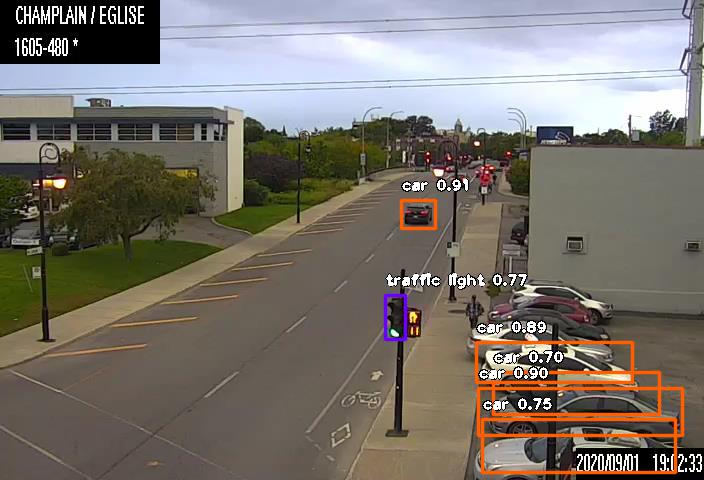 CHAMPLAIN / EGLISE
1605-480 *
car 0.91
traffic light 0.77
car 0.89
car 0.70
car 0.90
car 0.75
2020/09/01 19:02:33